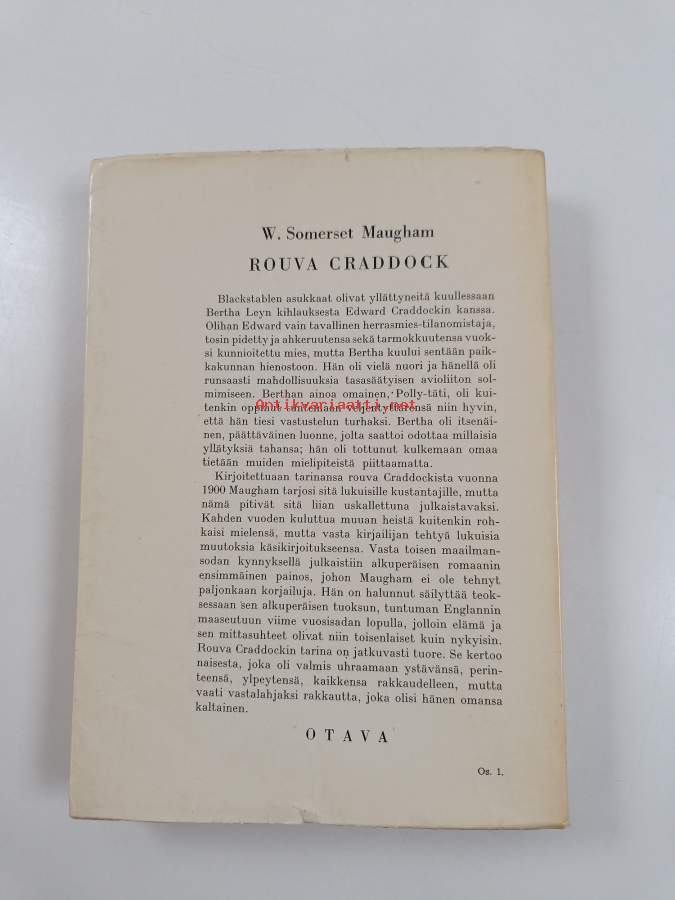 W. Somerset Maugham
ROUVA CRADDOCK
Blackstablen asukkaat olivat yllättyneitä kuullessaan
Bertha Leyn kihlauksesta Edward Craddockin kanssa.
Olihan Edward vain tavallinen herrasmies-tilanomistaja,
tosin pidetty ja ahkeruutensa sekä tarmokkuutensa vuok-
si kunnioitettu mies, mutta Bertha kuului sentään paik-
kakunnan hienostoon. Hän oli vielä nuori ja hänellä oli
runsaasti mahdollisuuksia tasasäätyisen avioliiton sol-
mimiseen. Berthan ainoa omainen, Polly-täti, oli kui-
tenkin oppinut tuntemaan veljentyttärensä niin hyvin,
Antikvariaatti.net
että hän tiesi vastustelun turhaksi. Bertha oli itsenäi-
nen, päättäväinen luonne, jolta saattoi odottaa millaisia
yllätyksiä tahansa; hän oli tottunut kulkemaan omaa
tietään muiden mielipiteistä piittaamatta.
Kirjoitettuaan tarinansa rouva Craddockista vuonna
1900 Maugham tarjosi sitä lukuisille kustantajille, mutta
nämä pitivät sitä liian uskallettuna julkaistavaksi.
Kahden vuoden kuluttua muuan heistä kuitenkin roh-
kaisi mielensä, mutta vasta kirjailijan tehtyä lukuisia
muutoksia käsikirjoitukseensa. Vasta toisen maailman-
sodan kynnyksellä julkaistiin alkuperäisen romaanin
ensimmäinen painos, johon Maugham ei ole tehnyt
paljonkaan korjailuja. Hän on halunnut säilyttää teok-
sessaan sen alkuperäisen tuoksun, tuntuman Englannin
maaseutuun viime vuosisadan lopulla, jolloin elämä ja
sen mittasuhteet olivat niin toisenlaiset kuin nykyisin.
Rouva Craddockin tarina on jatkuvasti tuore. Se kertoo
naisesta, joka oli valmis uhraamaan ystävänsä, perin-
teensä, ylpeytensä, kaikkensa rakkaudelleen, mutta
vaati vastalahjaksi rakkautta, joka olisi hänen omansa
kaltainen.
OTAVA
Os. 1.